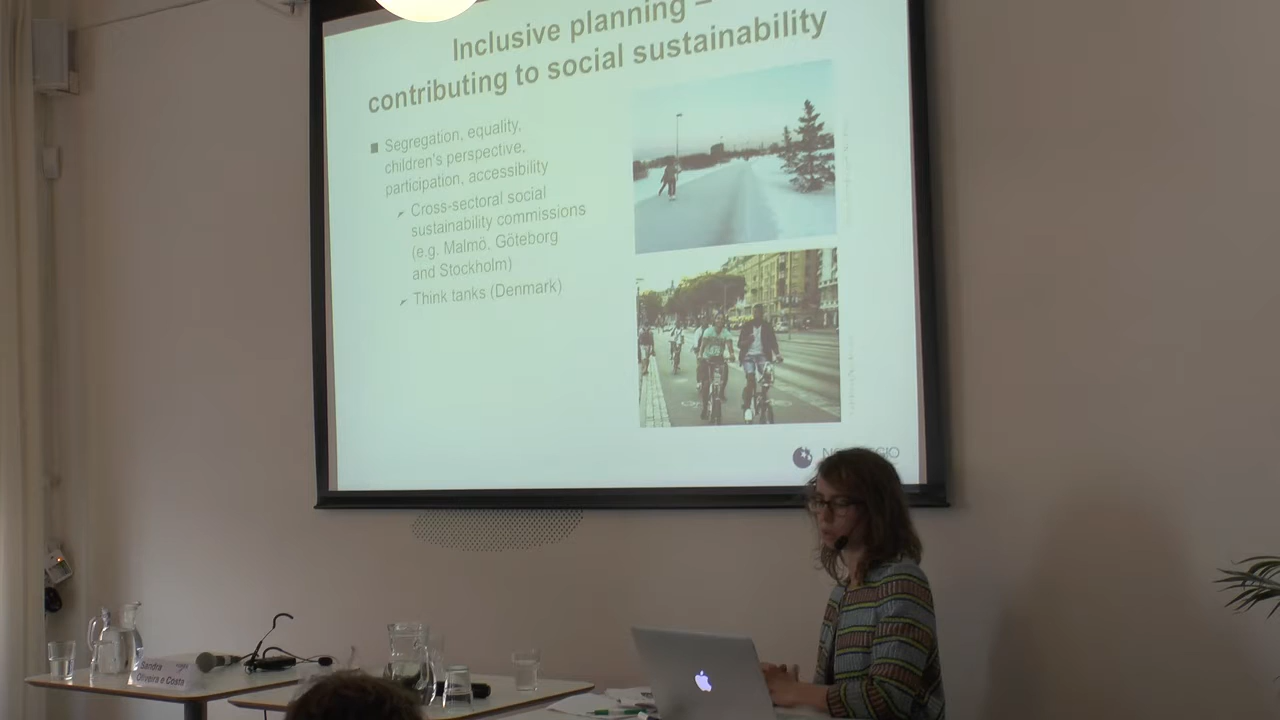 Inclusive planning –
contributing to social sustainability
Segregation, equality,
children's perspective,
participation, accessibility
Cross-sectoral social
sustainability commissions
(e.g. Malmö, Göteborg
and Stockholm)
Think tanks (Denmark)
Sandra
Oliveira e Costa